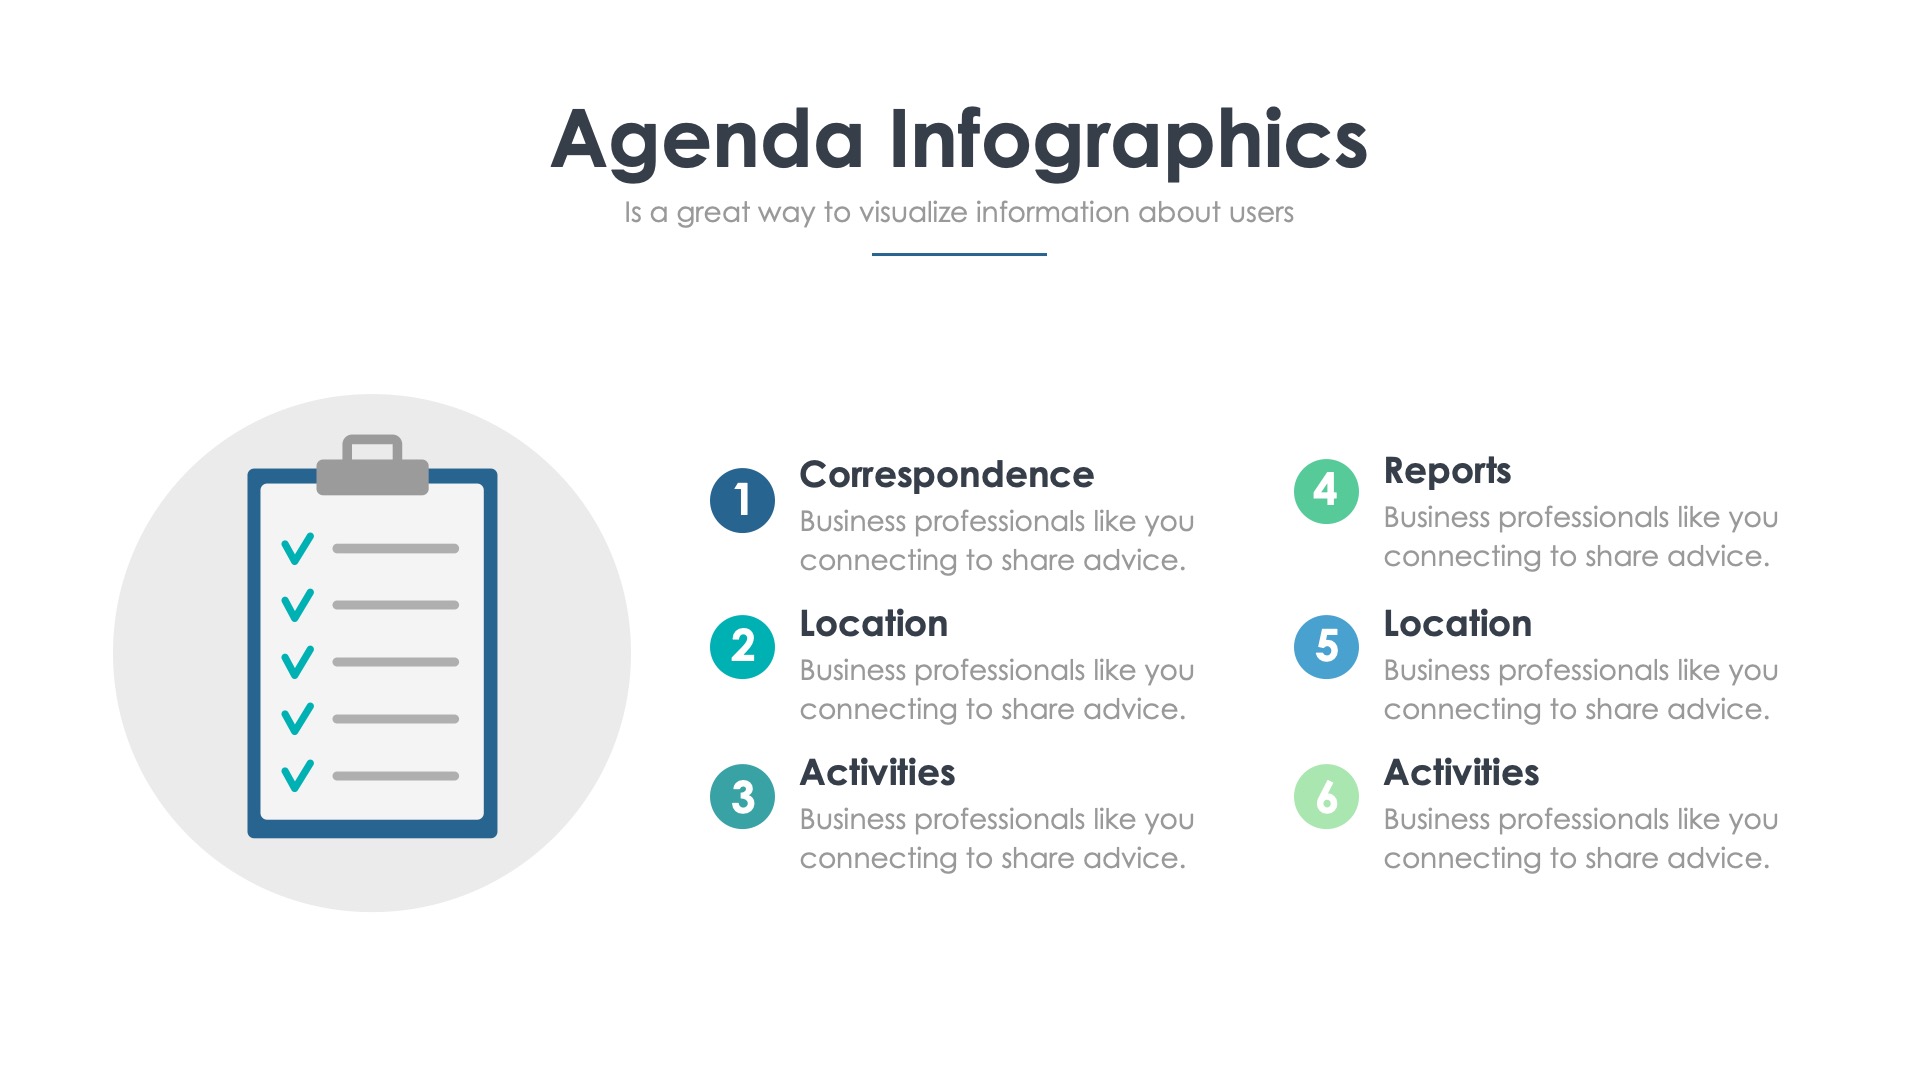 Agenda Infographics
Is a great way to visualize information about users
1
Correspondence
Business professionals like you
connecting to share advice.
2
Location
Business professionals like you
connecting to share advice.
3
Activities
Business professionals like you
connecting to share advice.
4
Reports
Business professionals like you
connecting to share advice.
5
Location
Business professionals like you
connecting to share advice.
6
Activities
Business professionals like you
connecting to share advice.